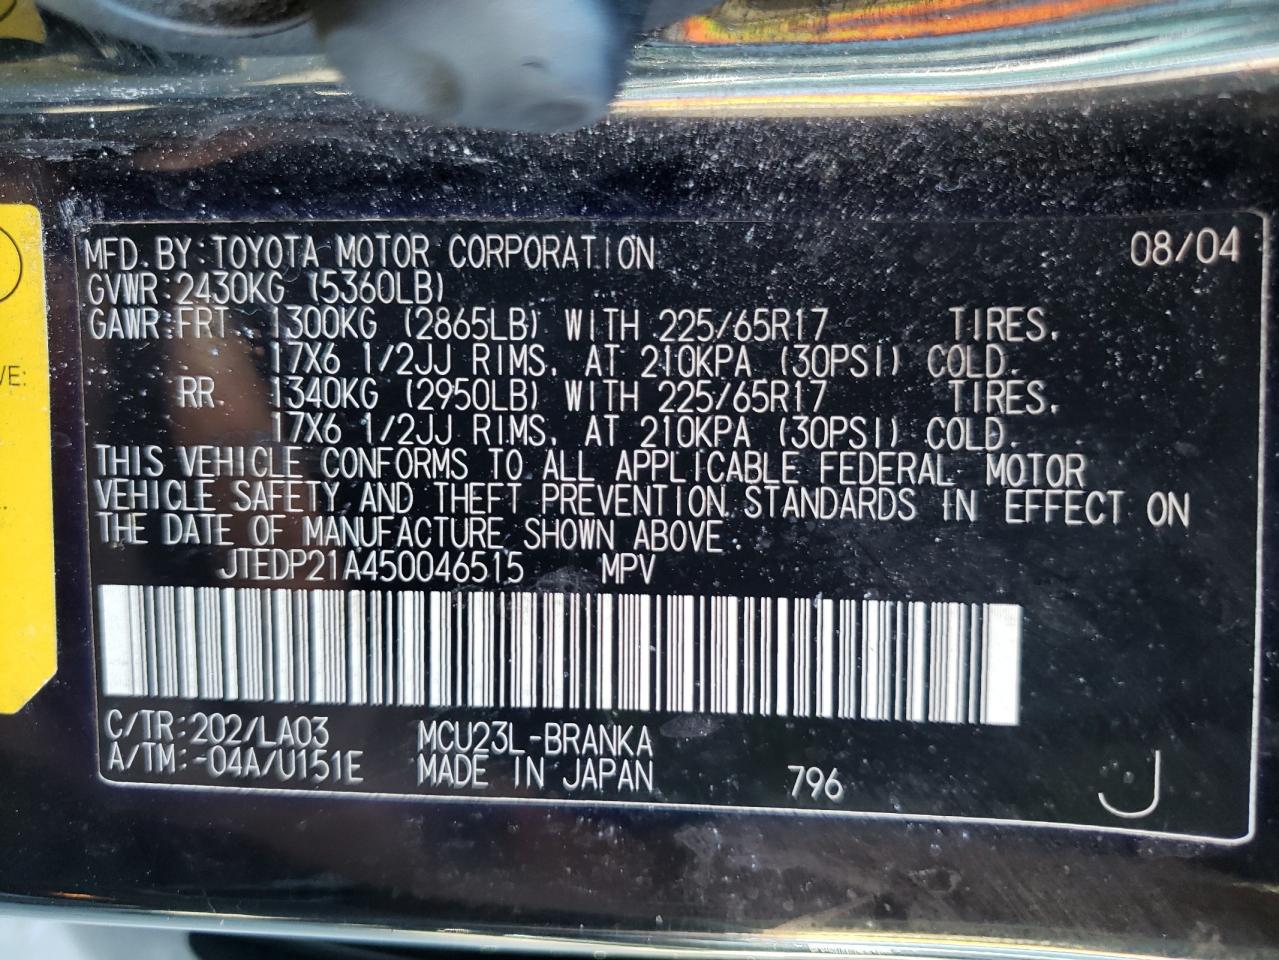 MFD. BY: TOYOTA MOTOR CORPORATION 08/04
GVWR: 2430KG (5360LB)
GAWR: FRT. 1300KG (2865LB) WITH 225/65R17 TIRES,
17X6 1/2JJ RIMS, AT 210KPA (30PSI) COLD.
RR. 1340KG (2950LB) WITH 225/65R17 TIRES,
17X6 1/2JJ RIMS, AT 210KPA (30PSI) COLD.
THIS VEHICLE CONFORMS TO ALL APPLICABLE FEDERAL MOTOR
VEHICLE SAFETY AND THEFT PREVENTION STANDARDS IN EFFECT ON
THE DATE OF MANUFACTURE SHOWN ABOVE.
JTEDP21A450046515 MPV
C/TR: 202/LA03 MCU23L-BRANKA
A/TM: -04A/U151E MADE IN JAPAN 796 J
VE: